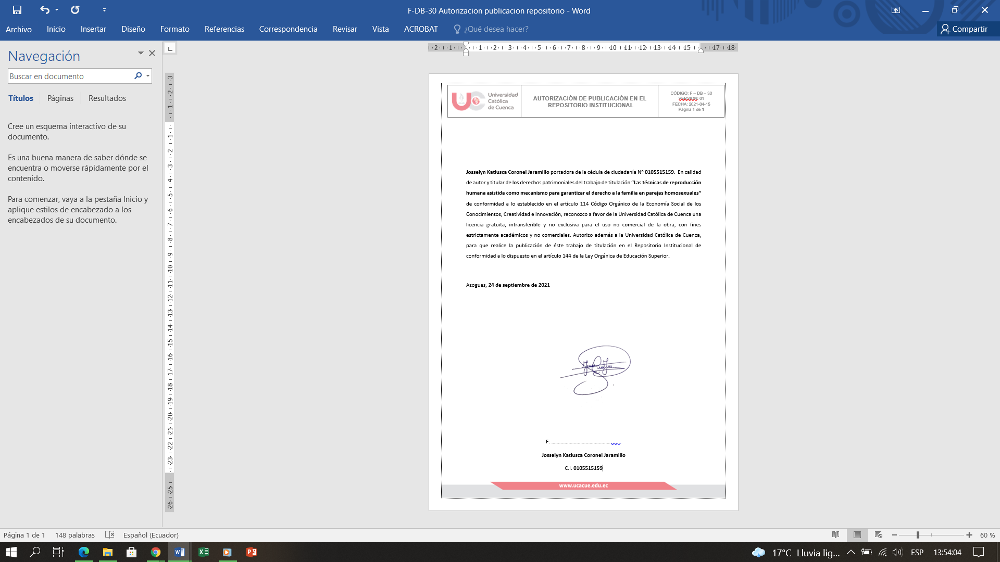 F-DB-30 Autorizacion publicacion repositorio - Word
Archivo Inicio Insertar Diseño Formato Referencias Correspondencia Revisar Vista ACROBAT ¿Qué desea hacer? Compartir
Navegación
Buscar en documento
Títulos Páginas Resultados
Cree un esquema interactivo de su
documento.
Es una buena manera de saber dónde se
encuentra o moverse rápidamente por el
contenido.
Para comenzar, vaya a la pestaña Inicio y
aplique estilos de encabezado a los
encabezados de su documento.
Universidad
Católica
de Cuenca
AUTORIZACIÓN DE PUBLICACIÓN EN EL
REPOSITORIO INSTITUCIONAL
CÓDIGO: F – DB – 30
VERSION: 01
FECHA: 2021-04-15
Página 1 de 1
Josselyn Katiusca Coronel Jaramillo portadora de la cédula de ciudadanía Nº 0105515159. En calidad
de autor y titular de los derechos patrimoniales del trabajo de titulación “Las técnicas de reproducción
humana asistida como mecanismo para garantizar el derecho a la familia en parejas homosexuales”
de conformidad a lo establecido en el artículo 114 Código Orgánico de la Economía Social de los
Conocimientos, Creatividad e Innovación, reconozco a favor de la Universidad Católica de Cuenca una
licencia gratuita, intransferible y no exclusiva para el uso no comercial de la obra, con fines
estrictamente académicos y no comerciales. Autorizo además a la Universidad Católica de Cuenca,
para que realice la publicación de éste trabajo de titulación en el Repositorio Institucional de
conformidad a lo dispuesto en el artículo 144 de la Ley Orgánica de Educación Superior.
Azogues, 24 de septiembre de 2021
F: ....................................................
Josselyn Katiusca Coronel Jaramillo
C.I. 0105515159
www.ucacue.edu.ec
Página 1 de 1 148 palabras Español (Ecuador) 60 %
17°C Lluvia lig... ESP 13:54:04